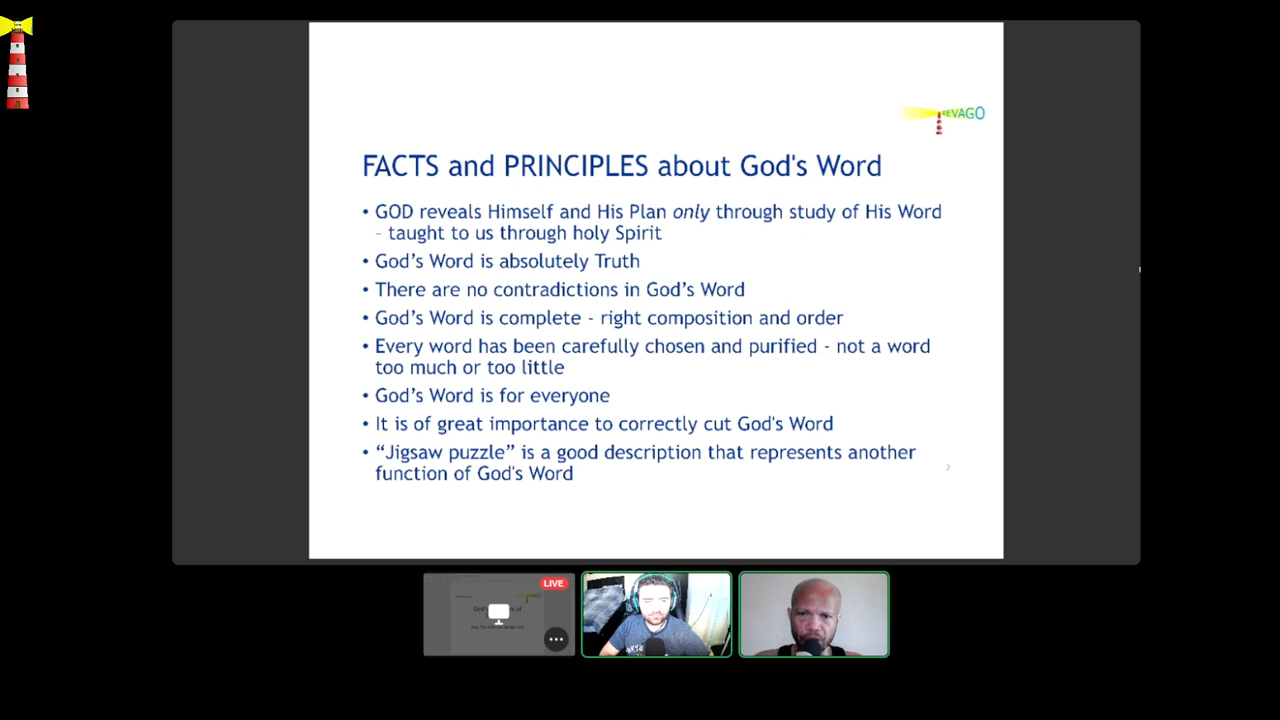 EVAGO
FACTS and PRINCIPLES about God's Word
• GOD reveals Himself and His Plan only through study of His Word
– taught to us through holy Spirit
• God’s Word is absolutely Truth
• There are no contradictions in God’s Word
• God’s Word is complete - right composition and order
• Every word has been carefully chosen and purified - not a word
too much or too little
• God’s Word is for everyone
• It is of great importance to correctly cut God's Word
• “Jigsaw puzzle” is a good description that represents another
function of God's Word
2
LIVE